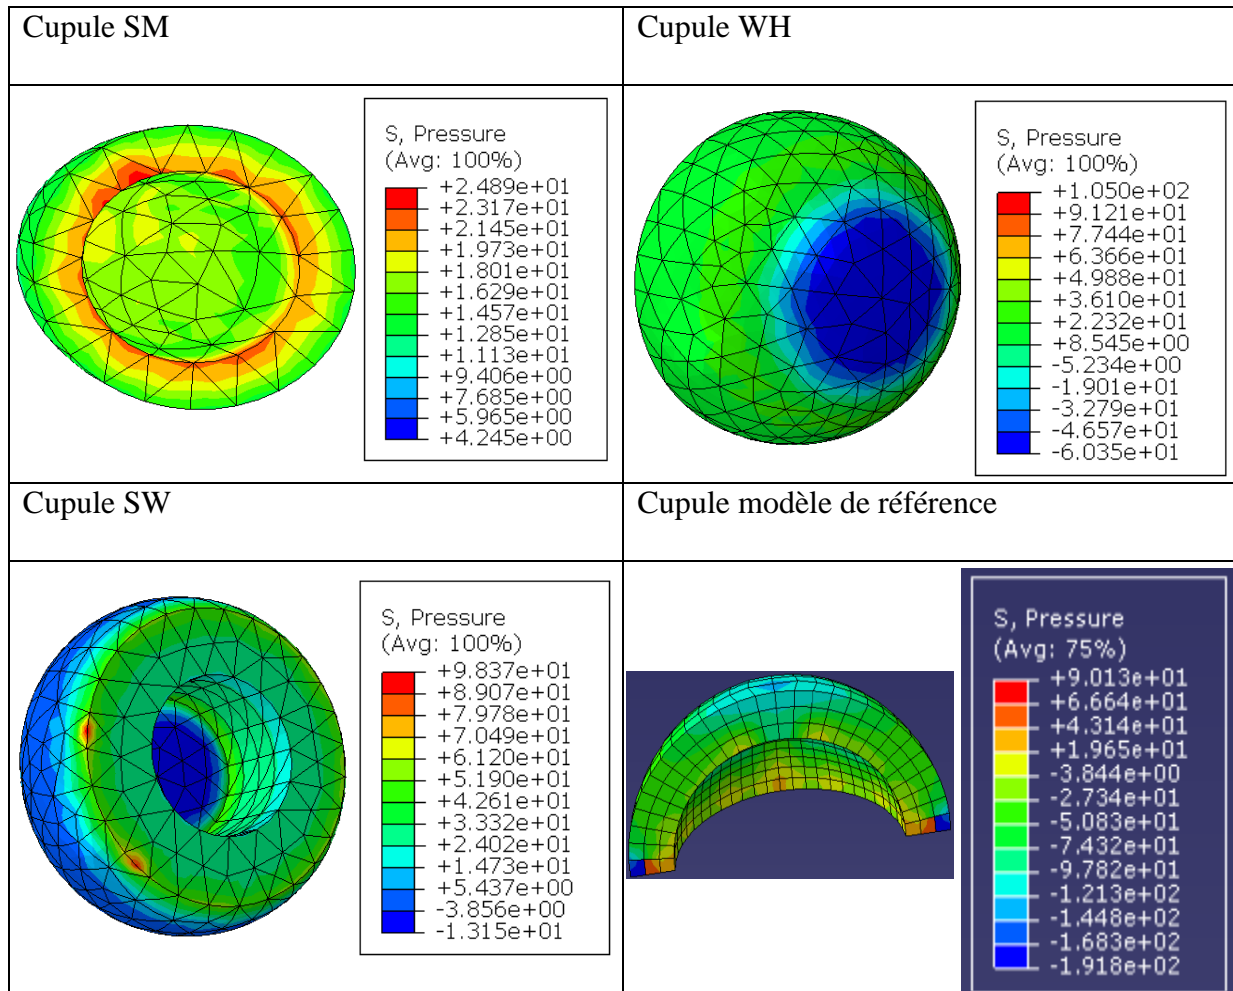 Cupule SM
Cupule WH
S, Pressure
(Avg: 100%)
+2.489e+01
+2.317e+01
+2.145e+01
+1.973e+01
+1.801e+01
+1.629e+01
+1.457e+01
+1.285e+01
+1.113e+01
+9.406e+00
+7.685e+00
+5.965e+00
+4.245e+00
S, Pressure
(Avg: 100%)
+1.050e+02
+9.121e+01
+7.744e+01
+6.366e+01
+4.988e+01
+3.610e+01
+2.232e+01
+8.545e+00
-5.234e+00
-1.901e+01
-3.279e+01
-4.657e+01
-6.035e+01
Cupule SW
Cupule modèle de référence
S, Pressure
(Avg: 100%)
+9.837e+01
+8.907e+01
+7.978e+01
+7.049e+01
+6.120e+01
+5.190e+01
+4.261e+01
+3.332e+01
+2.402e+01
+1.473e+01
+5.437e+00
-3.856e+00
-1.315e+01
S, Pressure
(Avg: 75%)
+9.013e+01
+6.664e+01
+4.314e+01
+1.965e+01
-3.844e+00
-2.734e+01
-5.083e+01
-7.432e+01
-9.782e+01
-1.213e+02
-1.448e+02
-1.683e+02
-1.918e+02